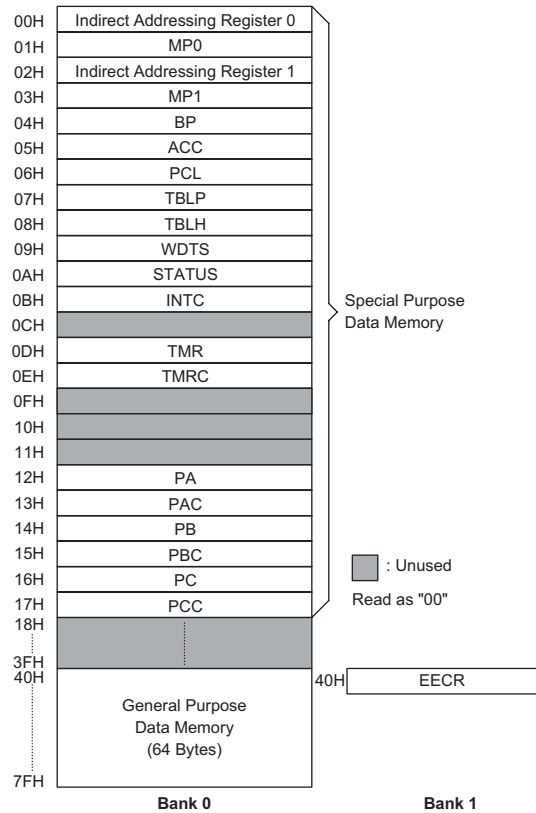 00H Indirect Addressing Register 0
01H MP0
02H Indirect Addressing Register 1
03H MP1
04H BP
05H ACC
06H PCL
07H TBLP
08H TBLH
09H WDTS
0AH STATUS
0BH INTC
Special Purpose
Data Memory
0CH
0DH TMR
0EH TMRC
0FH
10H
11H
12H PA
13H PAC
14H PB
15H PBC
16H PC
17H PCC
: Unused
Read as "00"
18H
3FH
40H
General Purpose
Data Memory
(64 Bytes)
7FH
40H EECR
Bank 0 Bank 1